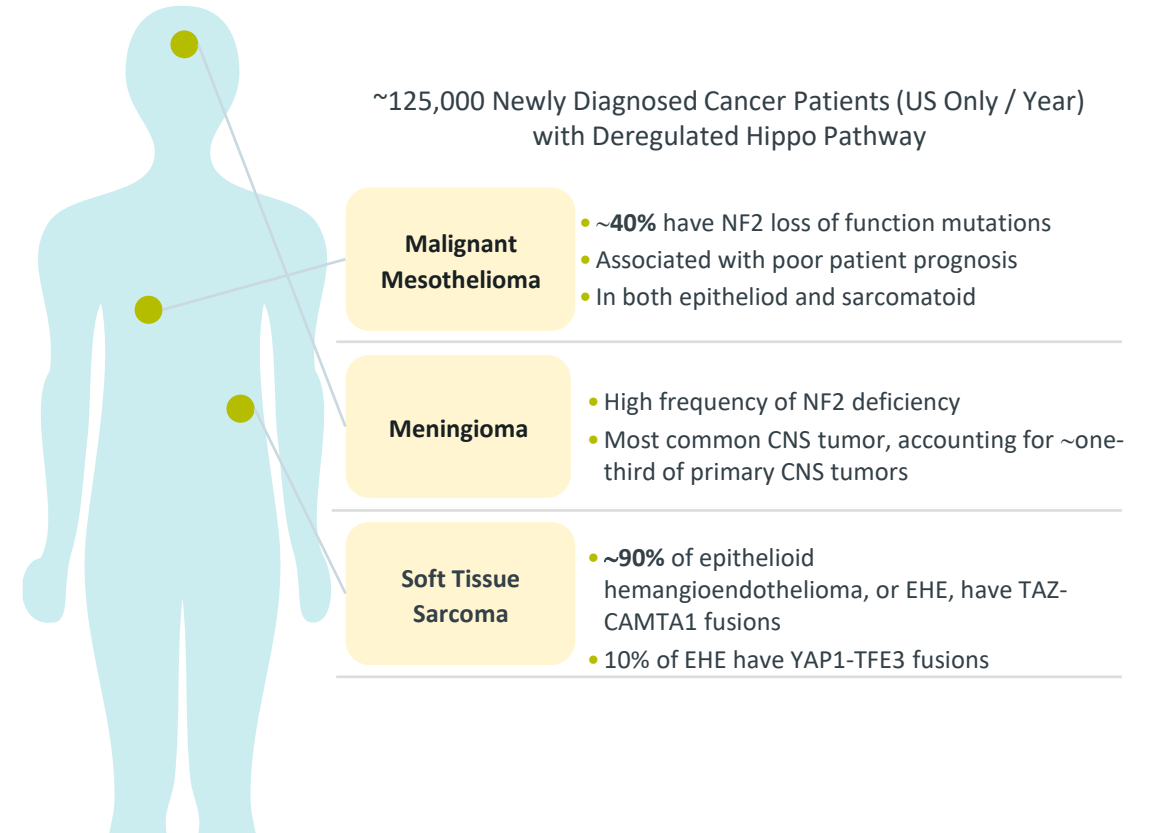 ~125,000 Newly Diagnosed Cancer Patients (US Only / Year)
with Deregulated Hippo Pathway
Malignant
Mesothelioma
• ~40% have NF2 loss of function mutations
• Associated with poor patient prognosis
• In both epitheliod and sarcomatoid
Meningioma
• High frequency of NF2 deficiency
• Most common CNS tumor, accounting for ~one-
third of primary CNS tumors
Soft Tissue
Sarcoma
• ~90% of epithelioid
hemangioendothelioma, or EHE, have TAZ-
CAMTA1 fusions
• 10% of EHE have YAP1-TFE3 fusions